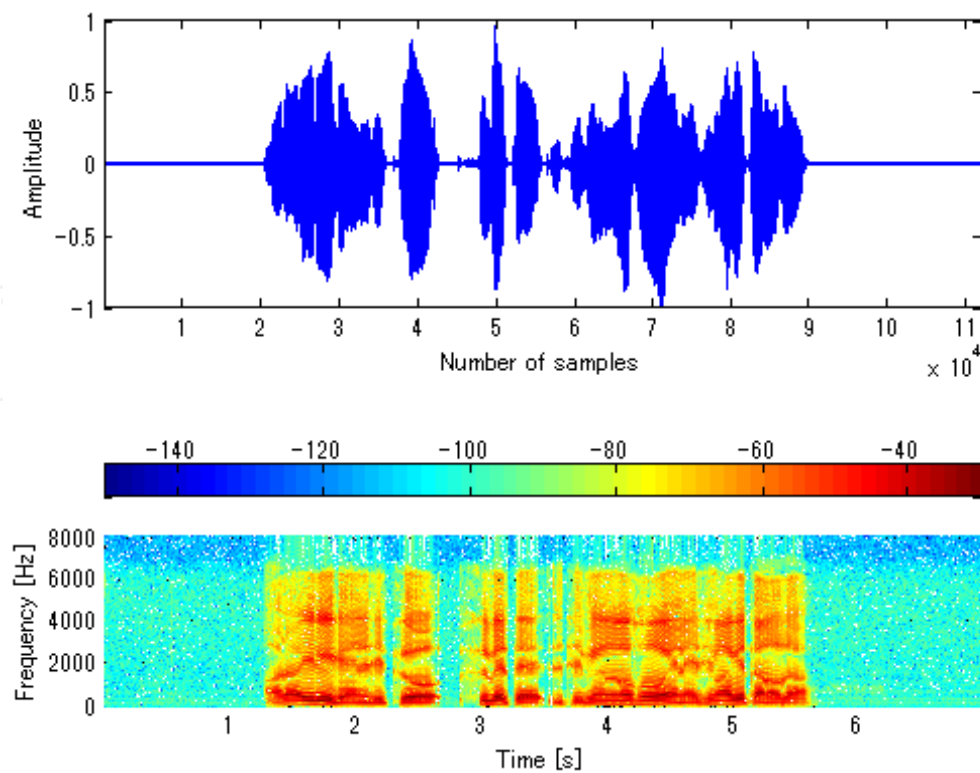 1
0.5
0
-0.5
-1
Amplitude
1 2 3 4 5 6 7 8 9 10 11
Number of samples
x 10^4
-140 -120 -100 -80 -60 -40
8000
6000
4000
2000
0
Frequency [Hz]
1 2 3 4 5 6
Time [s]